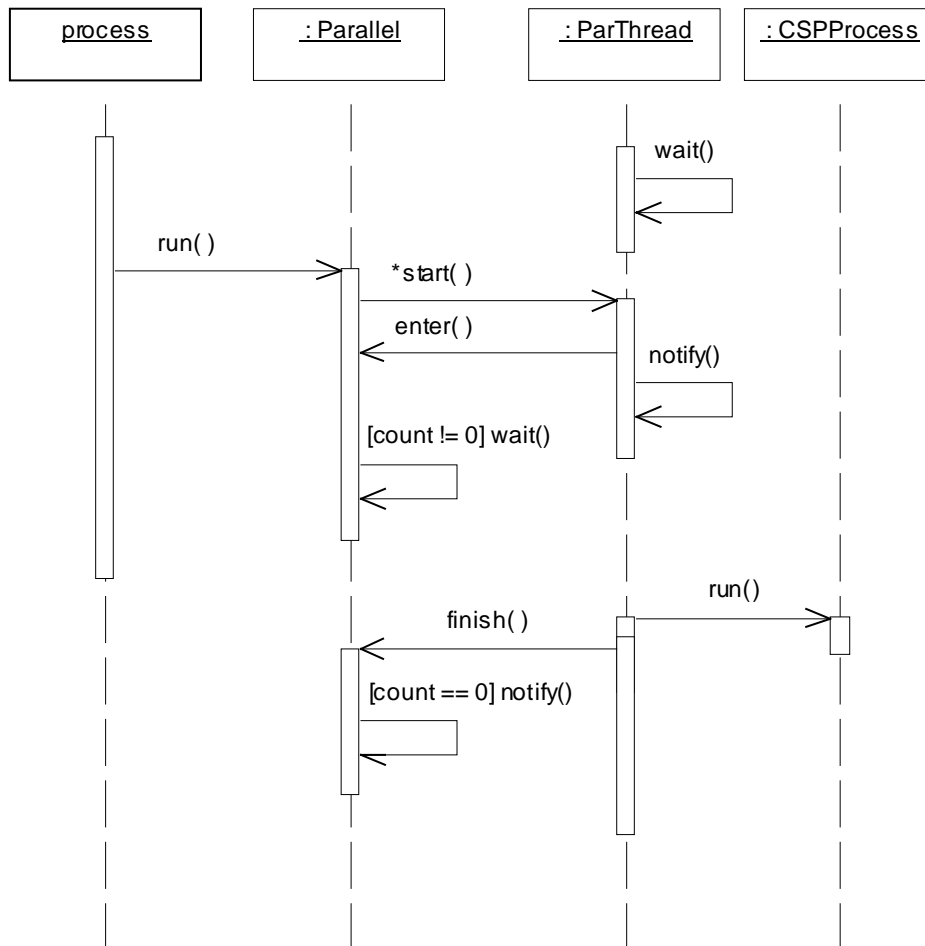 process
: Parallel
: ParThread
: CSPProcess
wait()
run( )
*start( )
enter( )
notify()
[count != 0] wait()
run()
finish( )
[count == 0] notify()